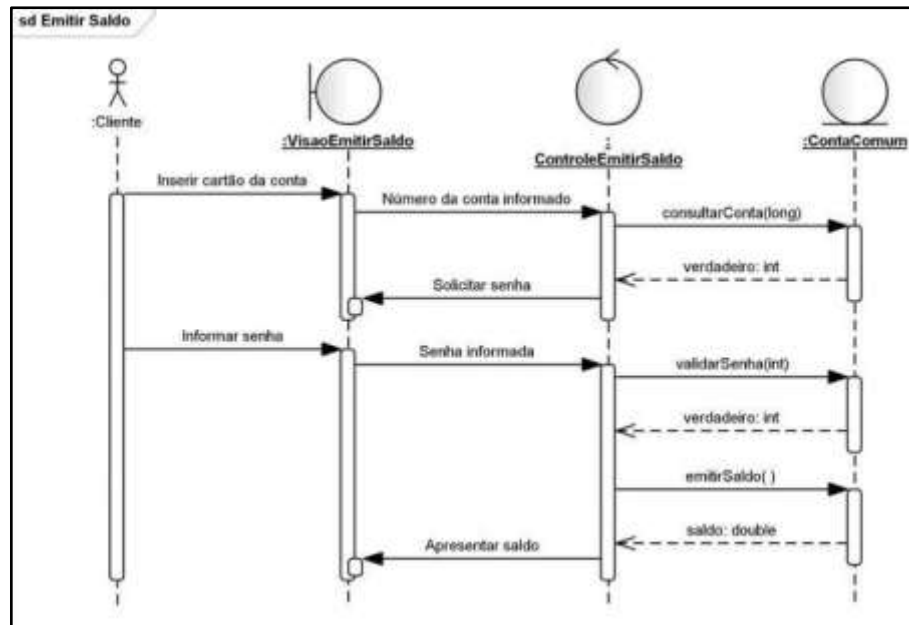 sd Emitir Saldo
:Cliente
:VisaoEmitirSaldo
:
ControleEmitirSaldo
:ContaComum
Inserir cartão da conta
Número da conta informado
consultarConta(long)
verdadeiro: int
Solicitar senha
Informar senha
Senha informada
validarSenha(int)
verdadeiro: int
emitirSaldo( )
saldo: double
Apresentar saldo